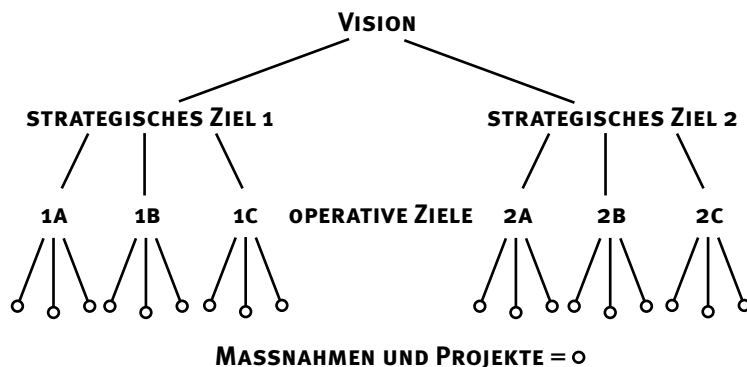 Vision
strategisches Ziel 1 strategisches Ziel 2
1A 1B 1C operative Ziele 2A 2B 2C
Massnahmen und Projekte =